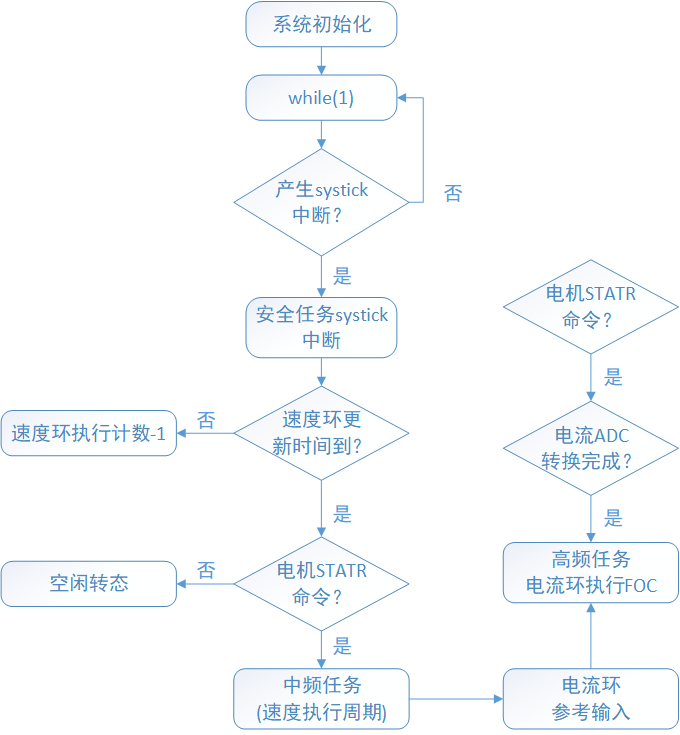 系统初始化
while(1)
产生systick
中断？
否
是
安全任务systick
中断
速度环更
新时间到？
否
速度环执行计数-1
是
电机STATR
命令？
否
空闲转态
是
中频任务
(速度执行周期)
电机STATR
命令？
是
电流ADC
转换完成？
是
高频任务
电流环执行FOC
电流环
参考输入